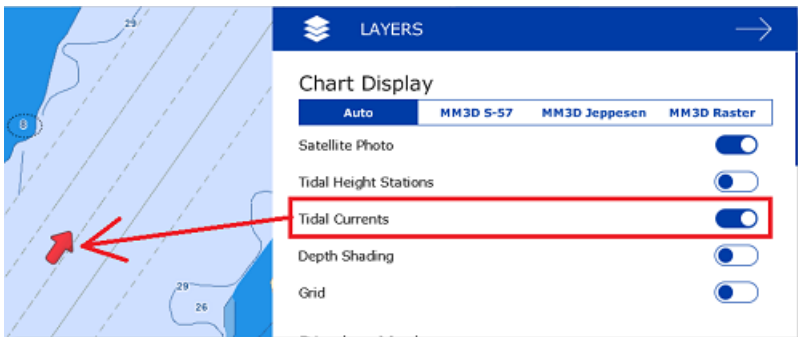 29
8
29
26
LAYERS
Chart Display
Auto MM3D S-57 MM3D Jeppesen MM3D Raster
Satellite Photo
Tidal Height Stations
Tidal Currents
Depth Shading
Grid